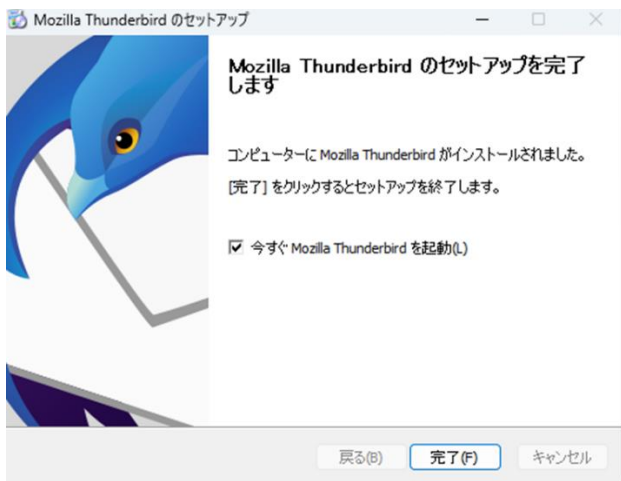 Mozilla Thunderbird のセットアップ
Mozilla Thunderbird のセットアップを完了
します
コンピューターに Mozilla Thunderbird がインストールされました。
[完了] をクリックするとセットアップを終了します。
今すぐ Mozilla Thunderbird を起動(L)
戻る(B) 完了(F) キャンセル